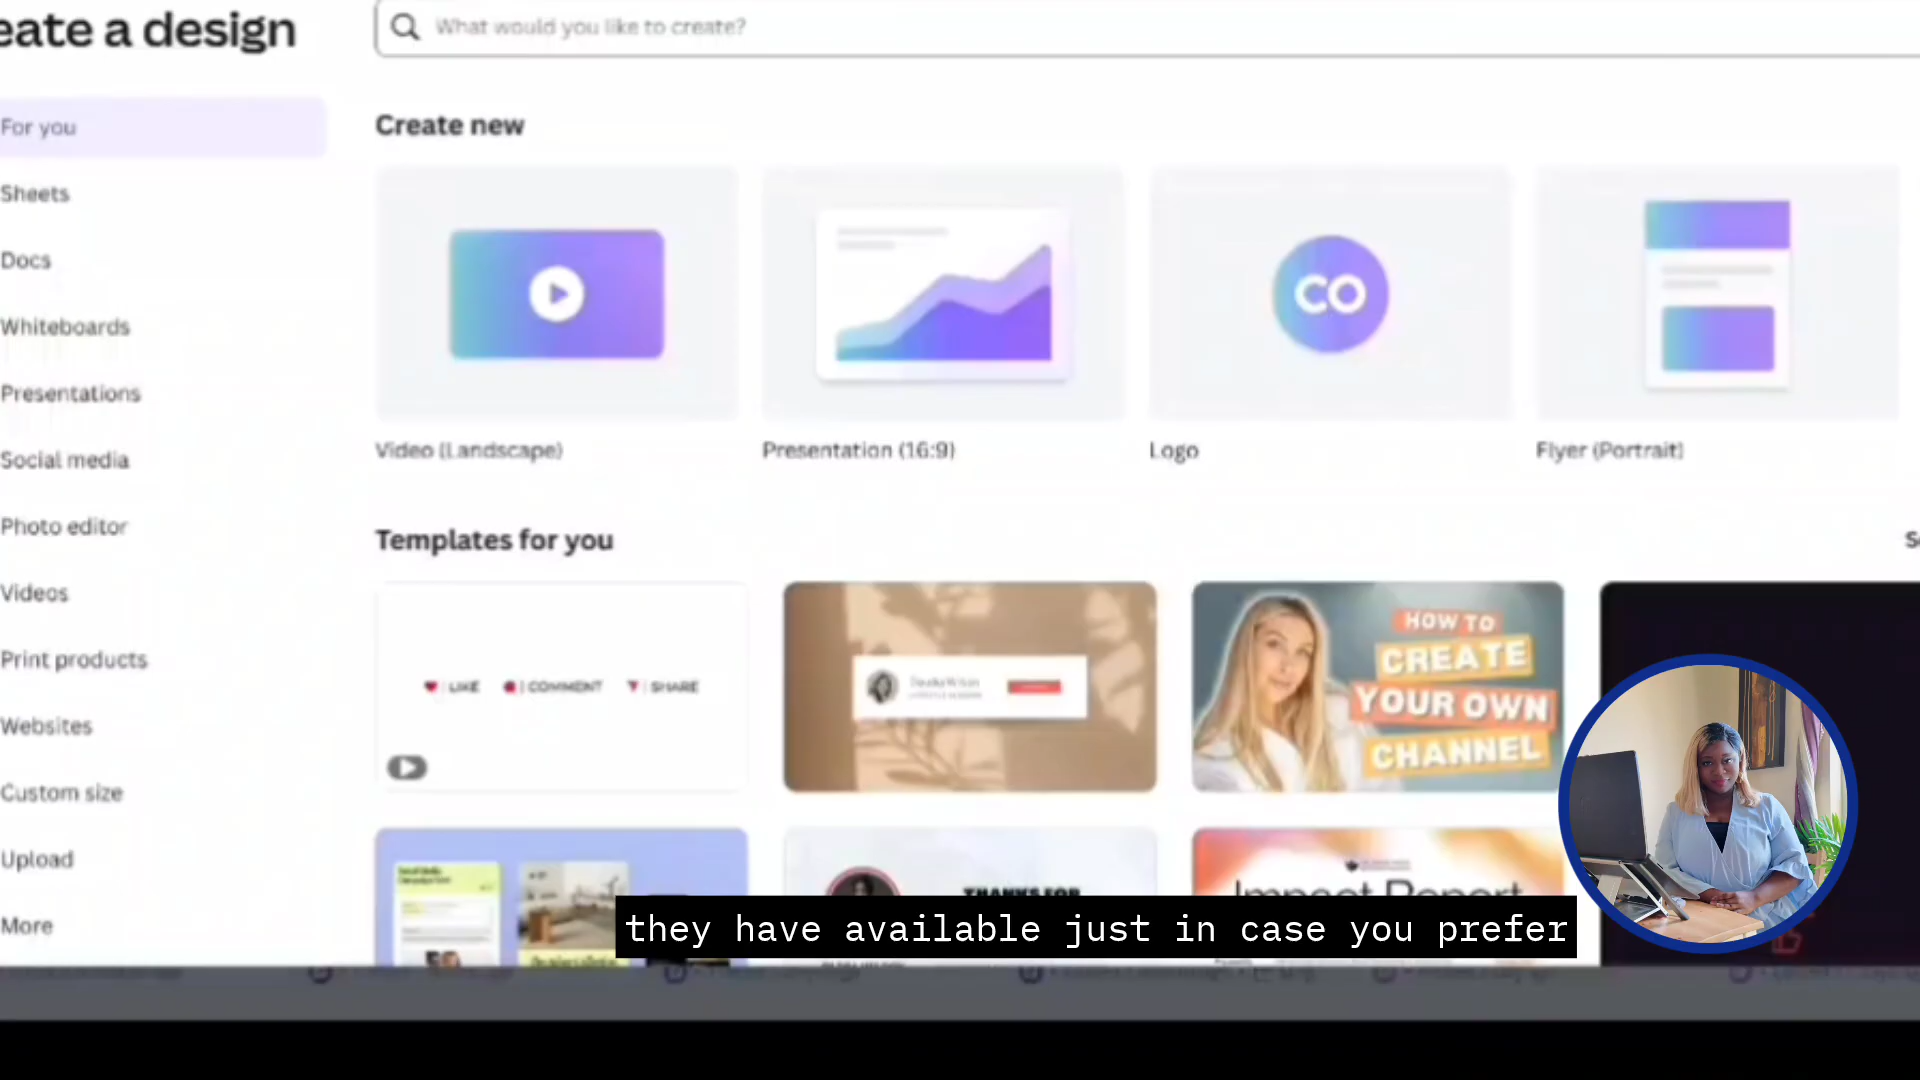 eate a design
What would you like to create?
For you
Sheets
Docs
Whiteboards
Presentations
Social media
Photo editor
Videos
Print products
Websites
Custom size
Upload
More
Create new
CO
Video (Landscape)
Presentation (16:9)
Logo
Flyer (Portrait)
Templates for you
LIKE
COMMENT
SHARE
HOW TO
CREATE
YOUR OWN
CHANNEL
THANKS FOR
Impact Report
they have available just in case you prefer